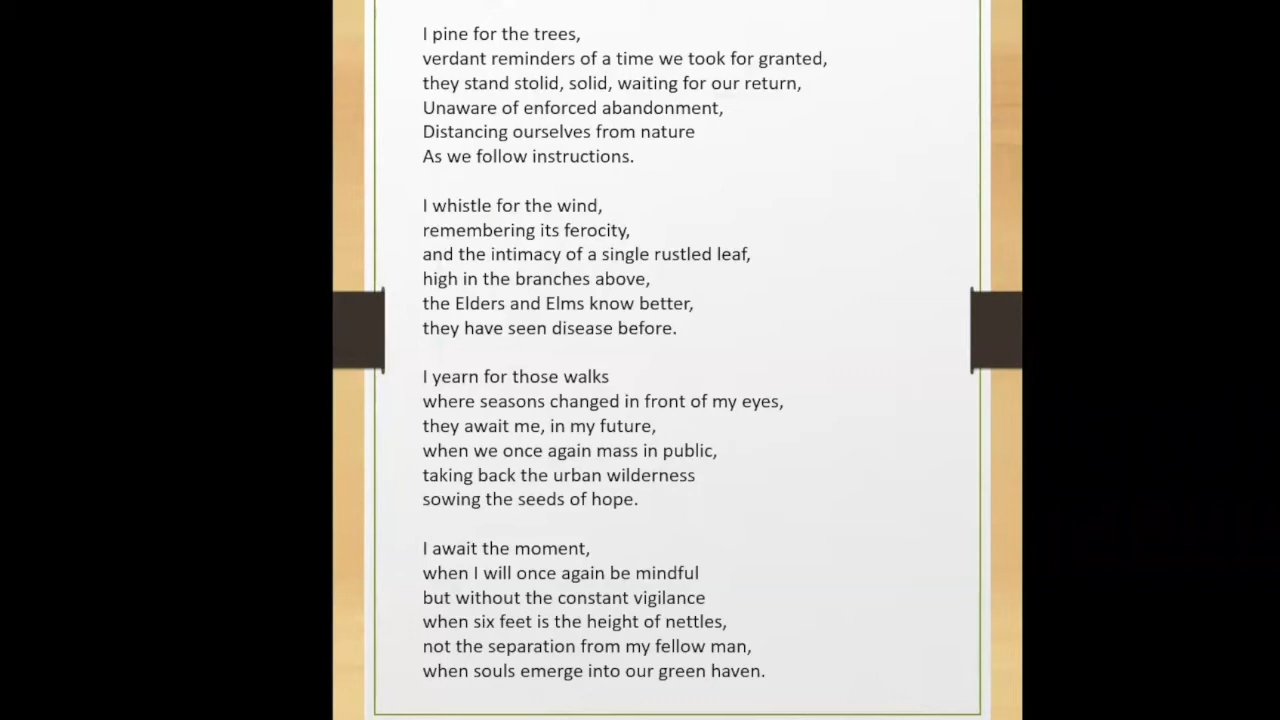 I pine for the trees,
verdant reminders of a time we took for granted,
they stand stolid, solid, waiting for our return,
Unaware of enforced abandonment,
Distancing ourselves from nature
As we follow instructions.
I whistle for the wind,
remembering its ferocity,
and the intimacy of a single rustled leaf,
high in the branches above,
the Elders and Elms know better,
they have seen disease before.
I yearn for those walks
where seasons changed in front of my eyes,
they await me, in my future,
when we once again mass in public,
taking back the urban wilderness
sowing the seeds of hope.
I await the moment,
when I will once again be mindful
but without the constant vigilance
when six feet is the height of nettles,
not the separation from my fellow man,
when souls emerge into our green haven.